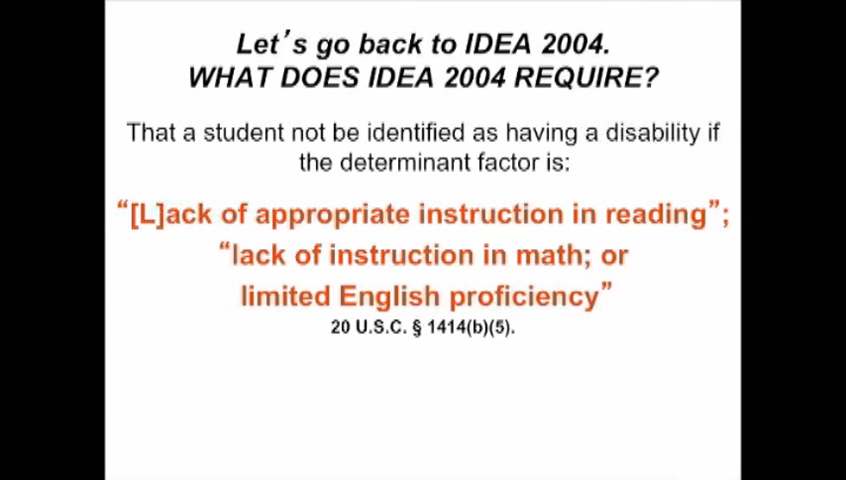 Let's go back to IDEA 2004.
WHAT DOES IDEA 2004 REQUIRE?
That a student not be identified as having a disability if
the determinant factor is:
“[L]ack of appropriate instruction in reading”;
“lack of instruction in math; or
limited English proficiency”
20 U.S.C. § 1414(b)(5).